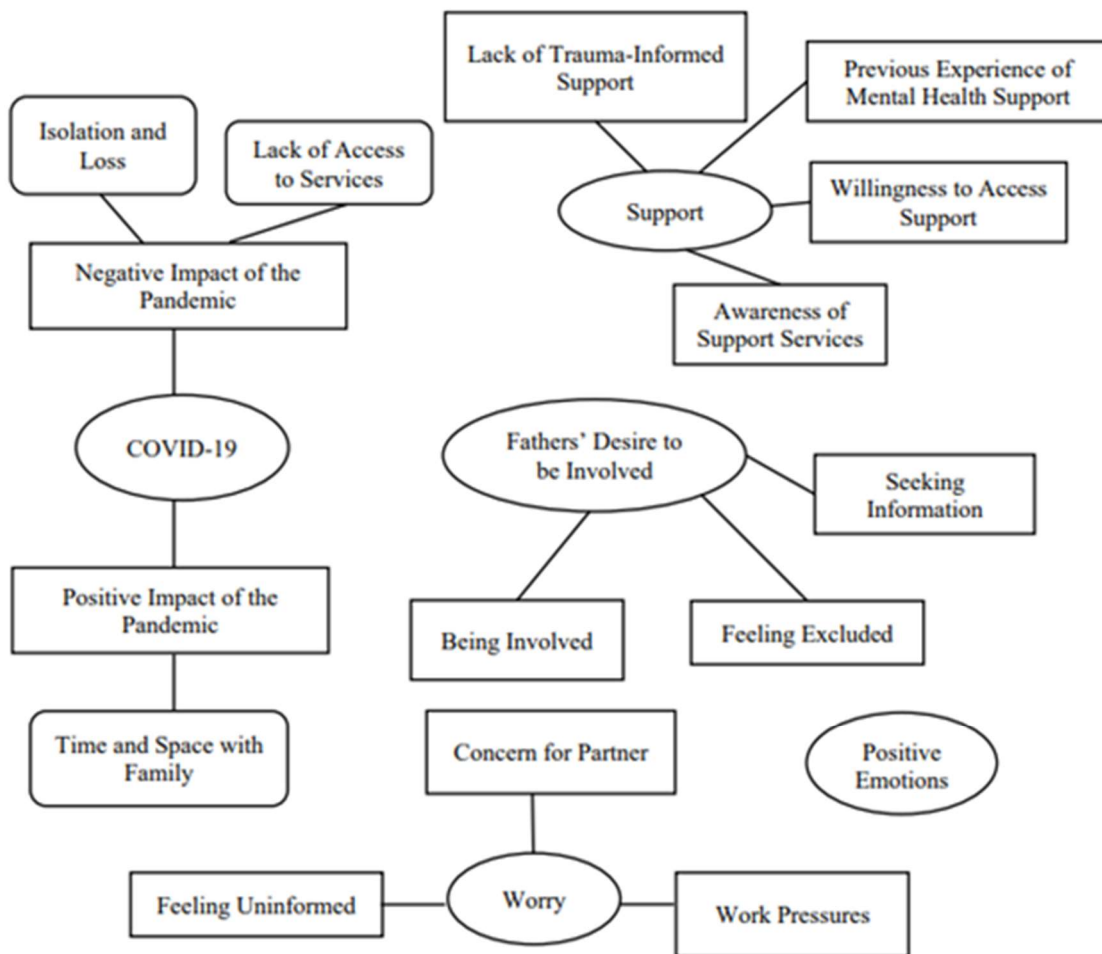 Lack of Trauma-Informed
Support
Previous Experience of
Mental Health Support
Isolation and
Loss
Lack of Access
to Services
Support
Willingness to Access
Support
Negative Impact of the
Pandemic
Awareness of
Support Services
COVID-19
Fathers’ Desire to
be Involved
Seeking
Information
Positive Impact of the
Pandemic
Being Involved
Feeling Excluded
Time and Space with
Family
Concern for Partner
Positive
Emotions
Feeling Uninformed
Worry
Work Pressures